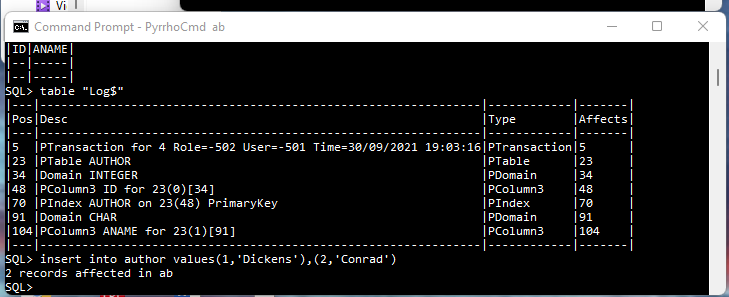 Vi
Command Prompt - PyrrhoCmd  ab
|ID|ANAME|
|--|-----|
|--|-----|
SQL> table "Log$"
|---|----------------------------------------------------------|------------|-------|
|Pos|Desc                                                      |Type        |Affects|
|---|----------------------------------------------------------|------------|-------|
|5  |PTransaction for 4 Role=-502 User=-501 Time=30/09/2021 19:03:16|PTransaction|5      |
|23 |PTable AUTHOR                                             |PTable      |23     |
|34 |Domain INTEGER                                            |PDomain     |34     |
|48 |PColumn3 ID for 23(0)[34]                                 |PColumn3    |48     |
|70 |PIndex AUTHOR on 23(48) PrimaryKey                        |PIndex      |70     |
|91 |Domain CHAR                                               |PDomain     |91     |
|104|PColumn3 ANAME for 23(1)[91]                              |PColumn3    |104    |
|---|----------------------------------------------------------|------------|-------|
SQL> insert into author values(1,'Dickens'),(2,'Conrad')
2 records affected in ab
SQL>